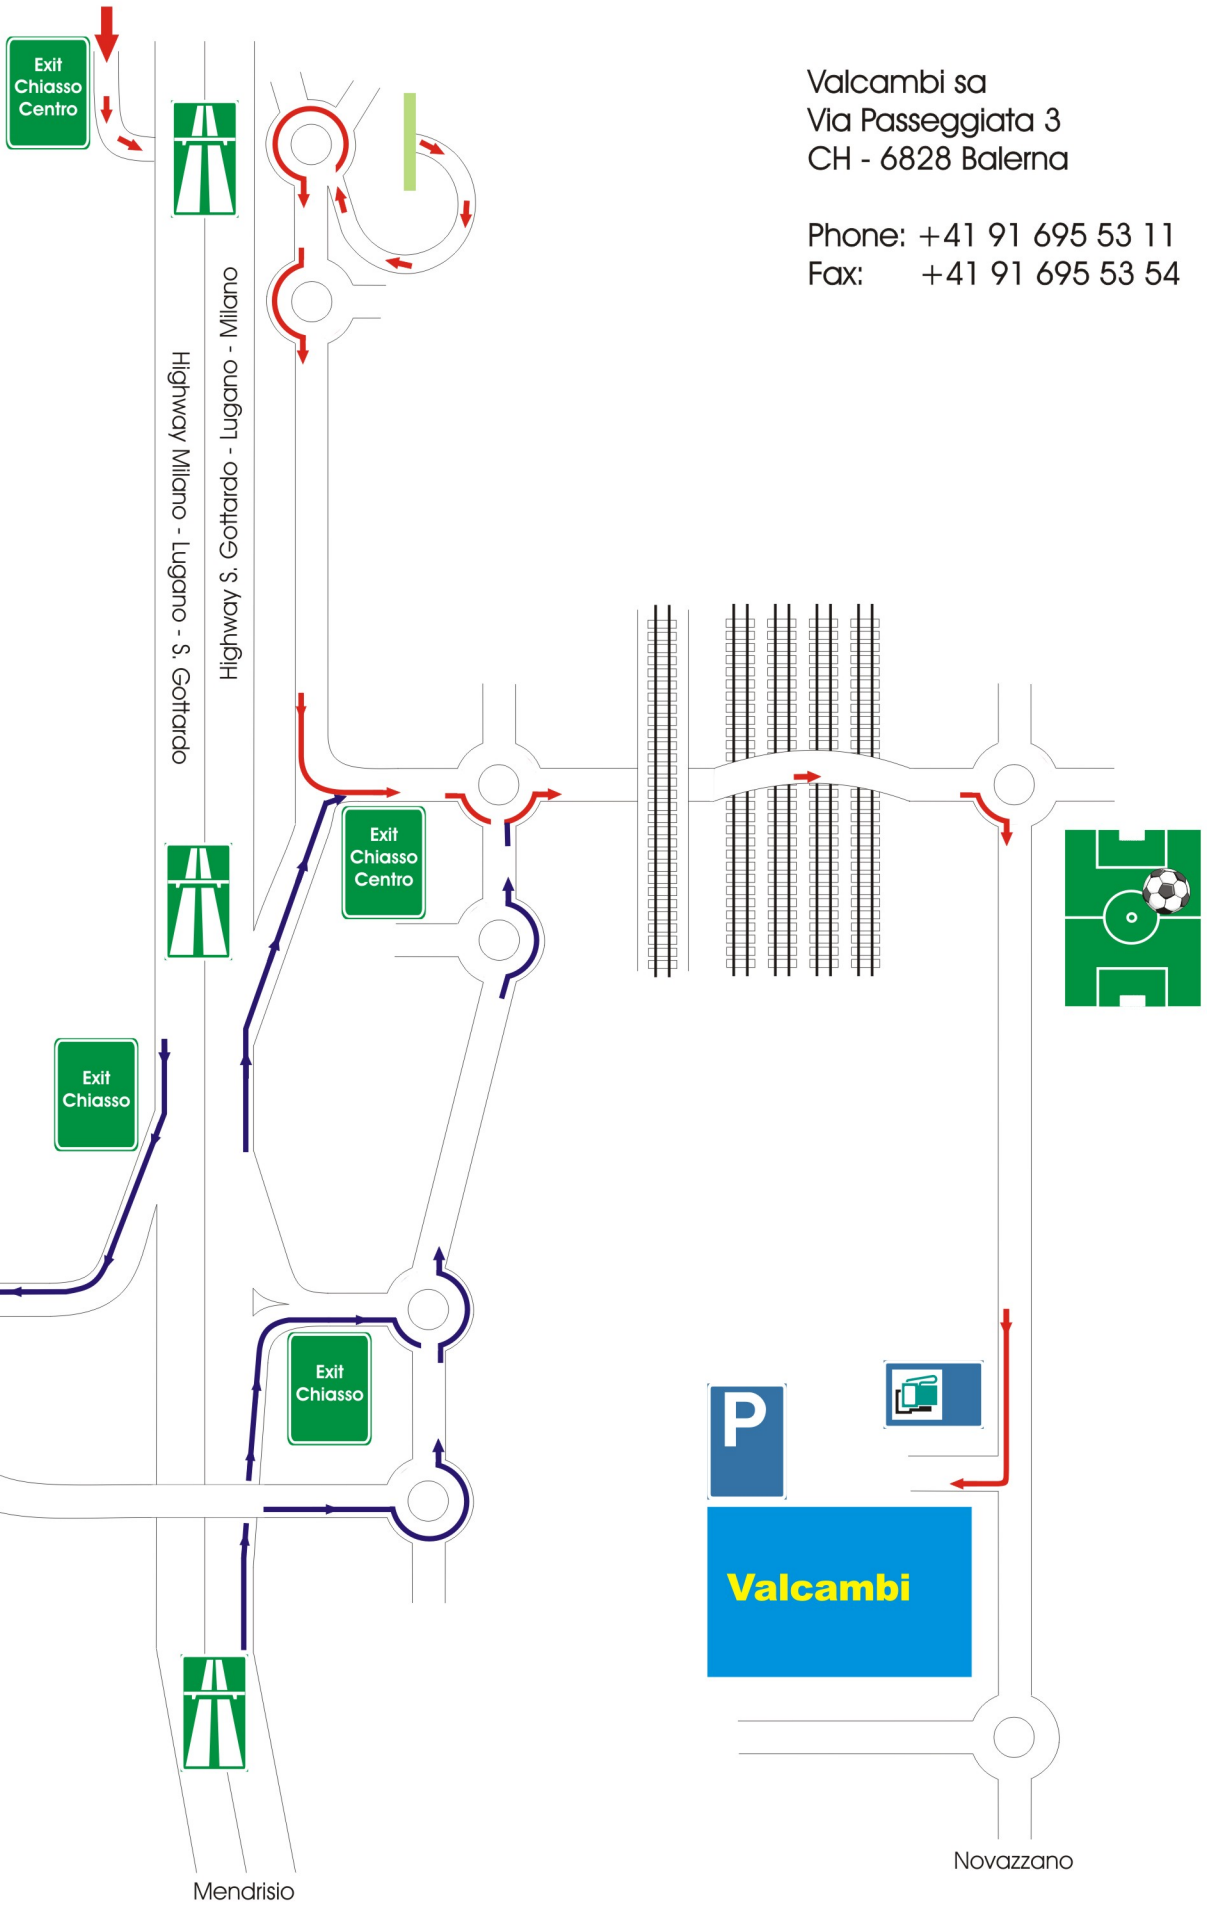 Exit
Chiasso
Centro
Valcambi sa
Via Passeggiata 3
CH - 6828 Balerna
Phone: +41 91 695 53 11
Fax: +41 91 695 53 54
Highway Milano - Lugano - S. Gottardo
Highway S. Gottardo - Lugano - Milano
Exit
Chiasso
Centro
Exit
Chiasso
Exit
Chiasso
P
Valcambi
Novazzano
Mendrisio